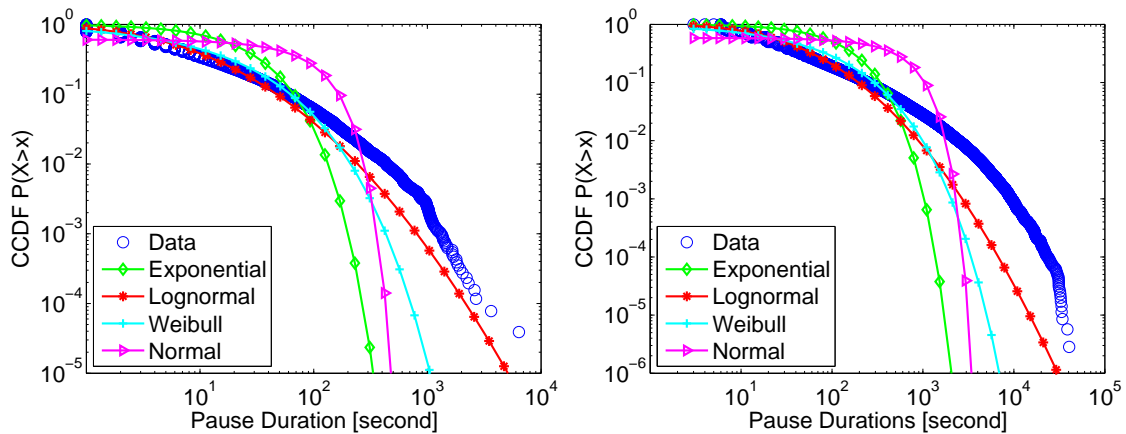 CCDF P(X>x)
10^0
10^-1
10^-2
10^-3
10^-4
10^-5
Data
Exponential
Lognormal
Weibull
Normal
10^1
10^2
10^3
10^4
Pause Duration [second]
CCDF P(X>x)
10^0
10^-1
10^-2
10^-3
10^-4
10^-5
10^-6
Data
Exponential
Lognormal
Weibull
Normal
10^1
10^2
10^3
10^4
10^5
Pause Durations [second]